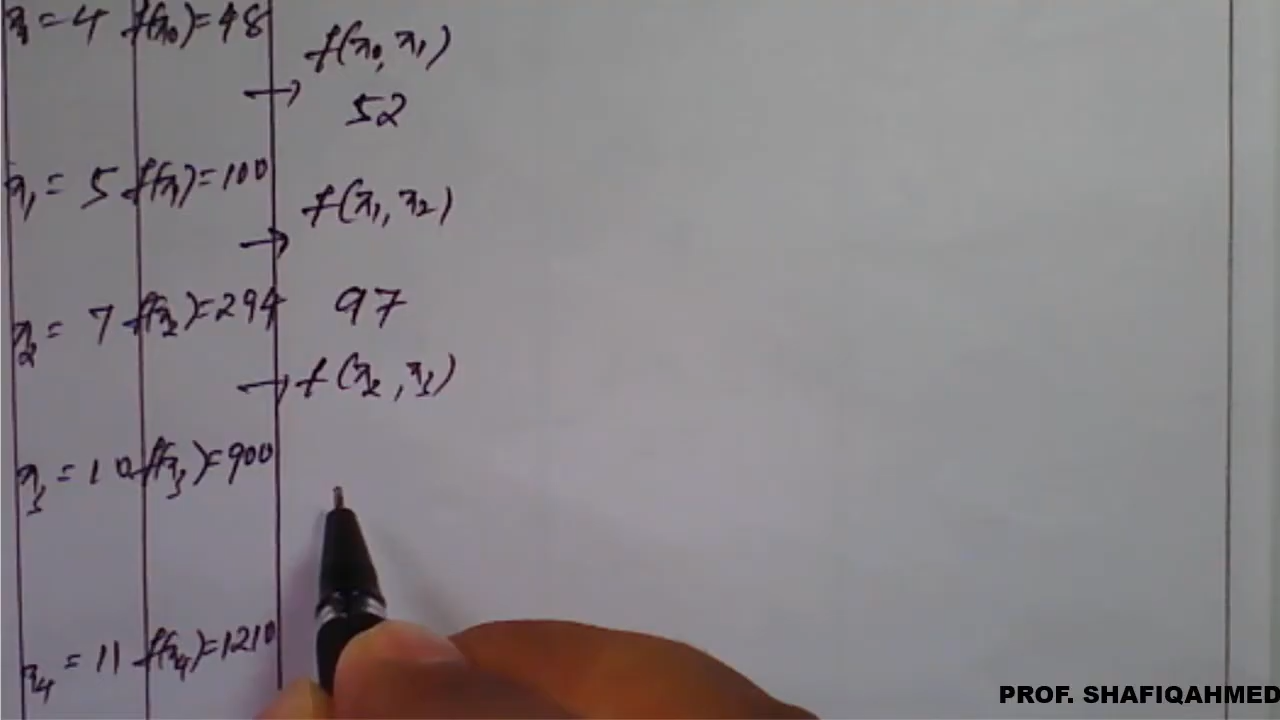 x₀ = 4 f(x₀) = 48
f(x₀, x₁)
52
x₁ = 5 f(x₁) = 100
f(x₁, x₂)
x₂ = 7 f(x₂) = 294
97
f(x₂, x₃)
x₃ = 10 f(x₃) = 900
x₄ = 11 f(x₄) = 1210
PROF. SHAFIQAHMED